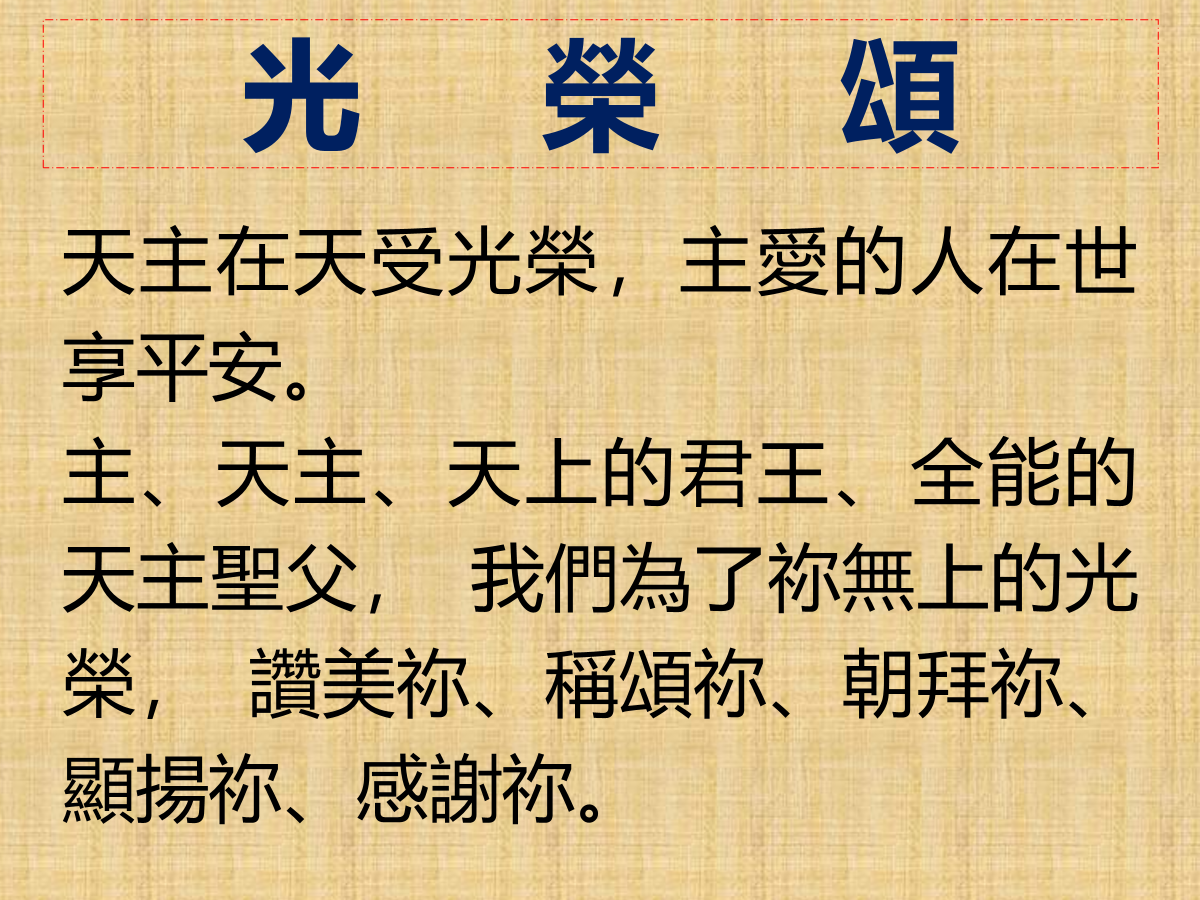 光 榮 頌
天主在天受光榮，主愛的人在世
享平安。
主、天主、天上的君王、全能的
天主聖父， 我們為了祢無上的光
榮， 讚美祢、稱頌祢、朝拜祢、
顯揚祢、感謝祢。